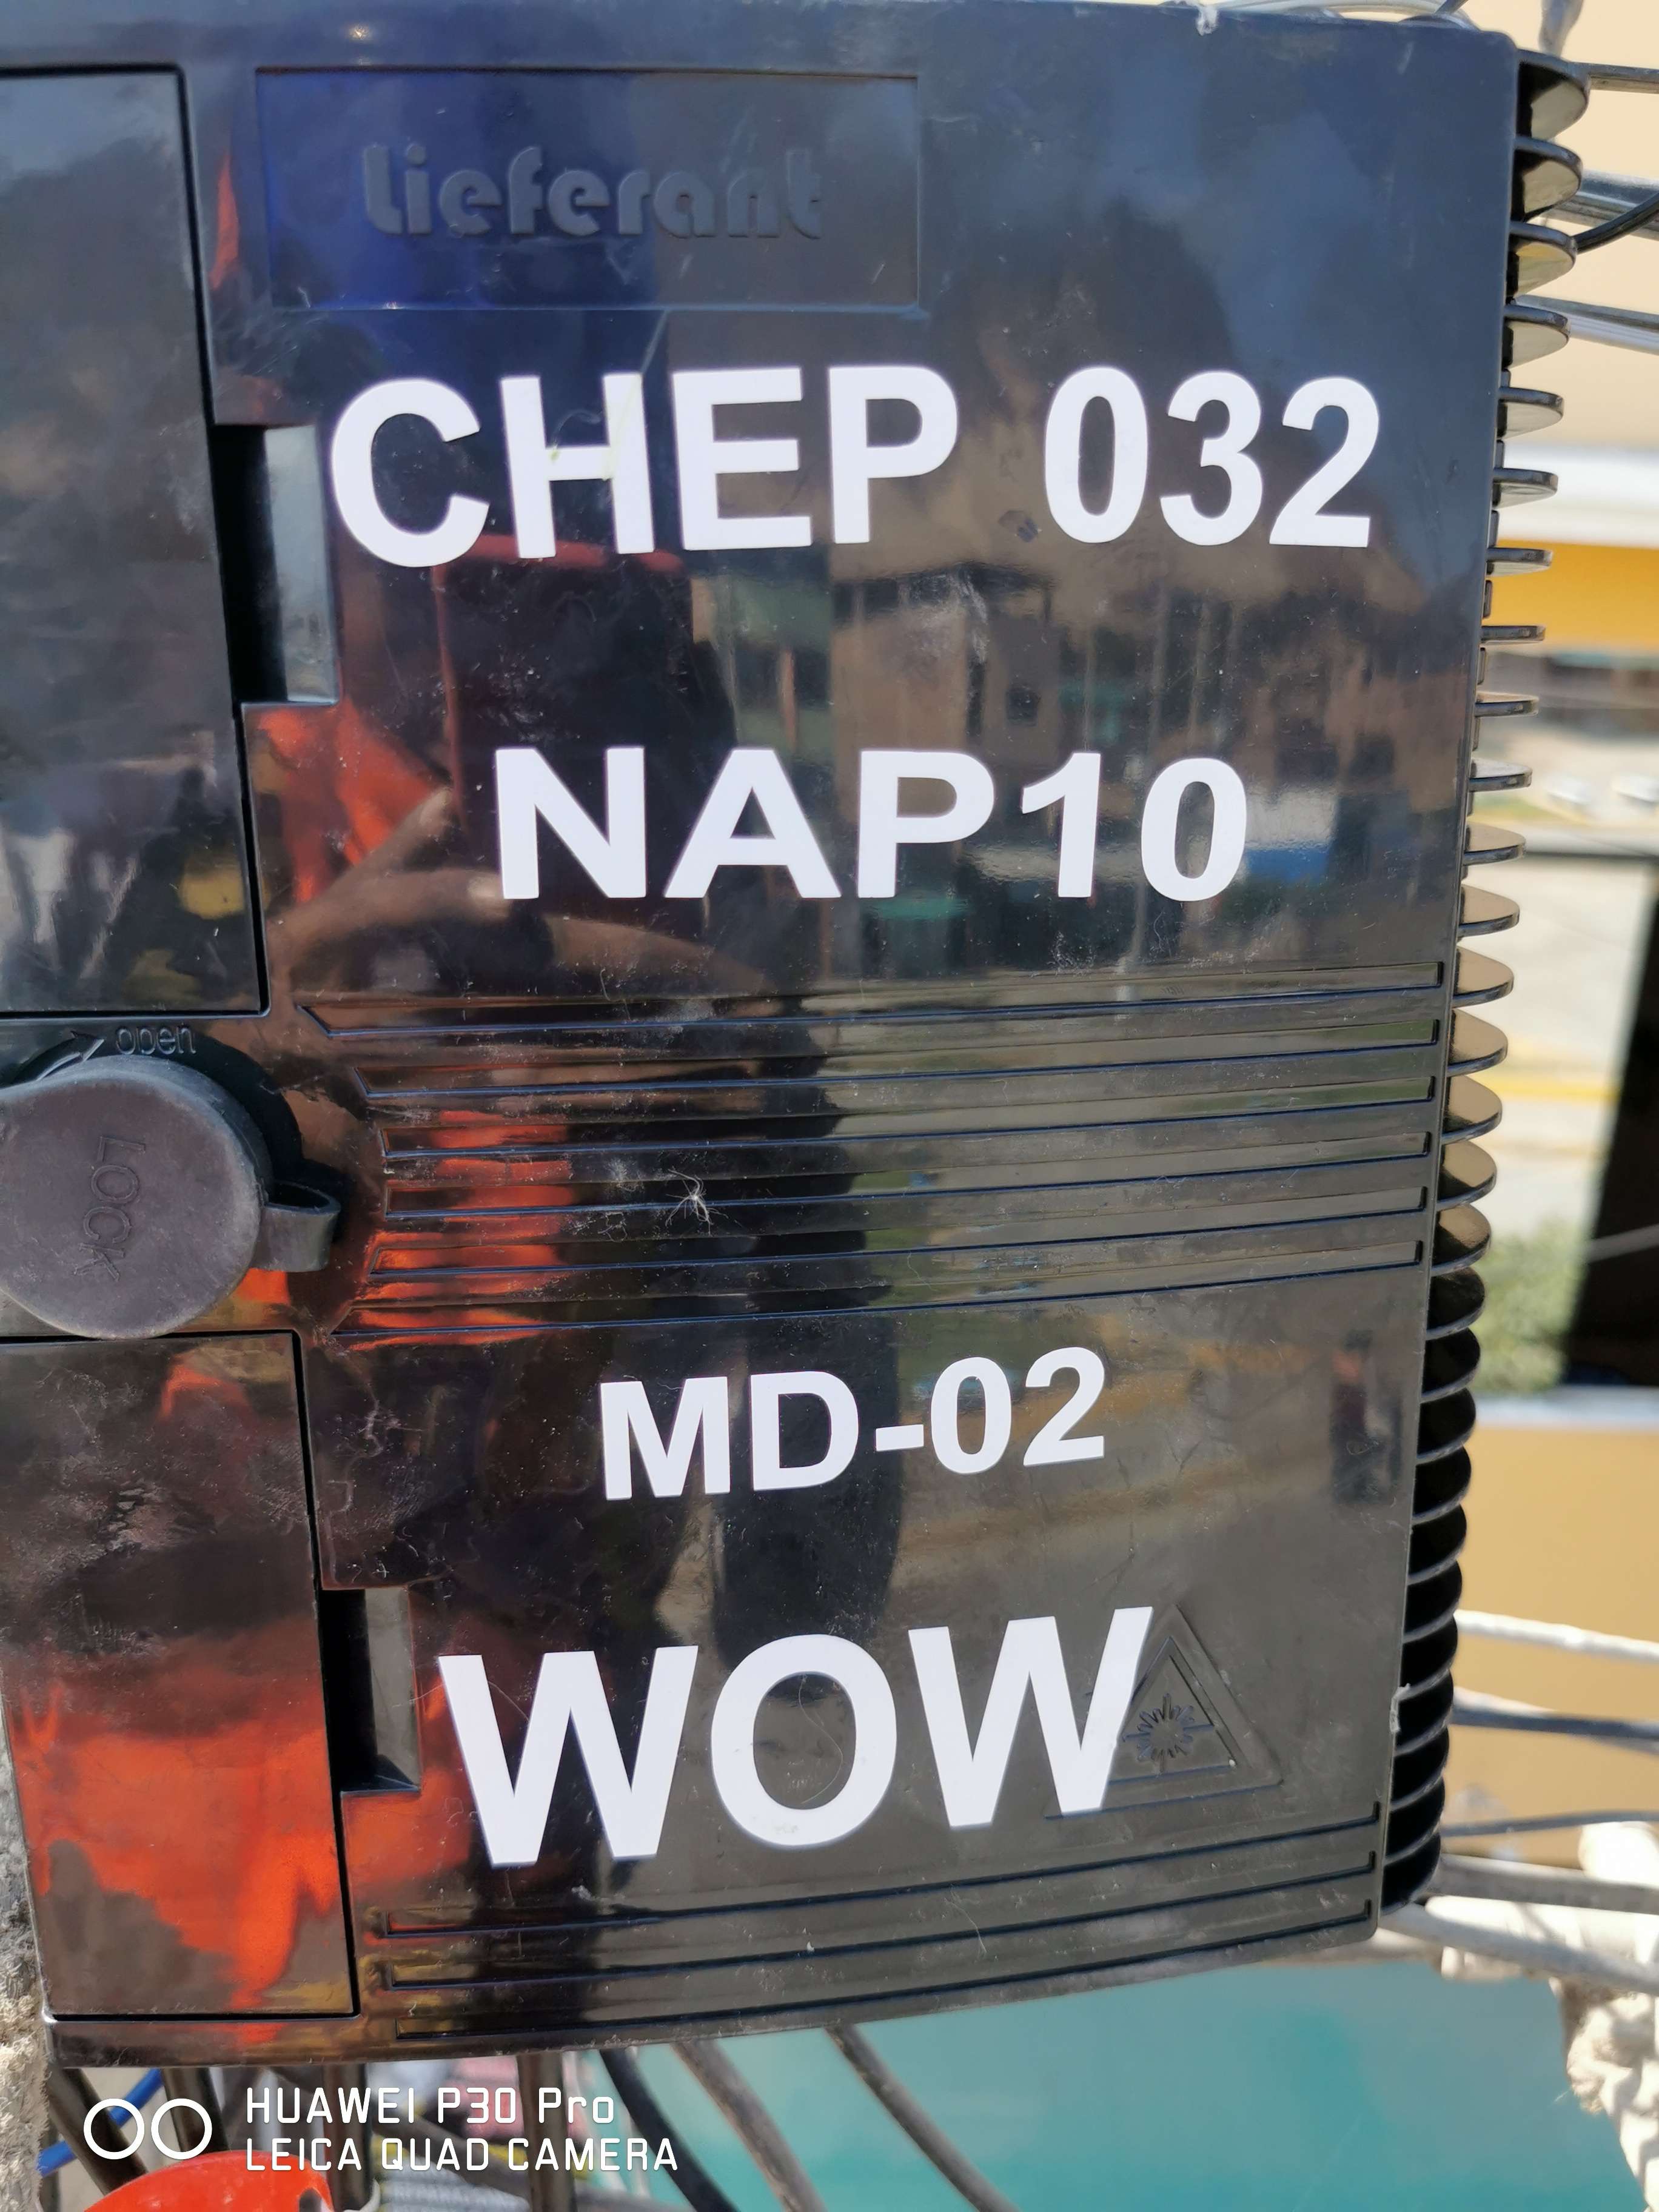 Lieferant
CHEP 032
NAP10
open
LOCK
MD-02
WOW
HUAWEI P30 Pro
LEICA QUAD CAMERA